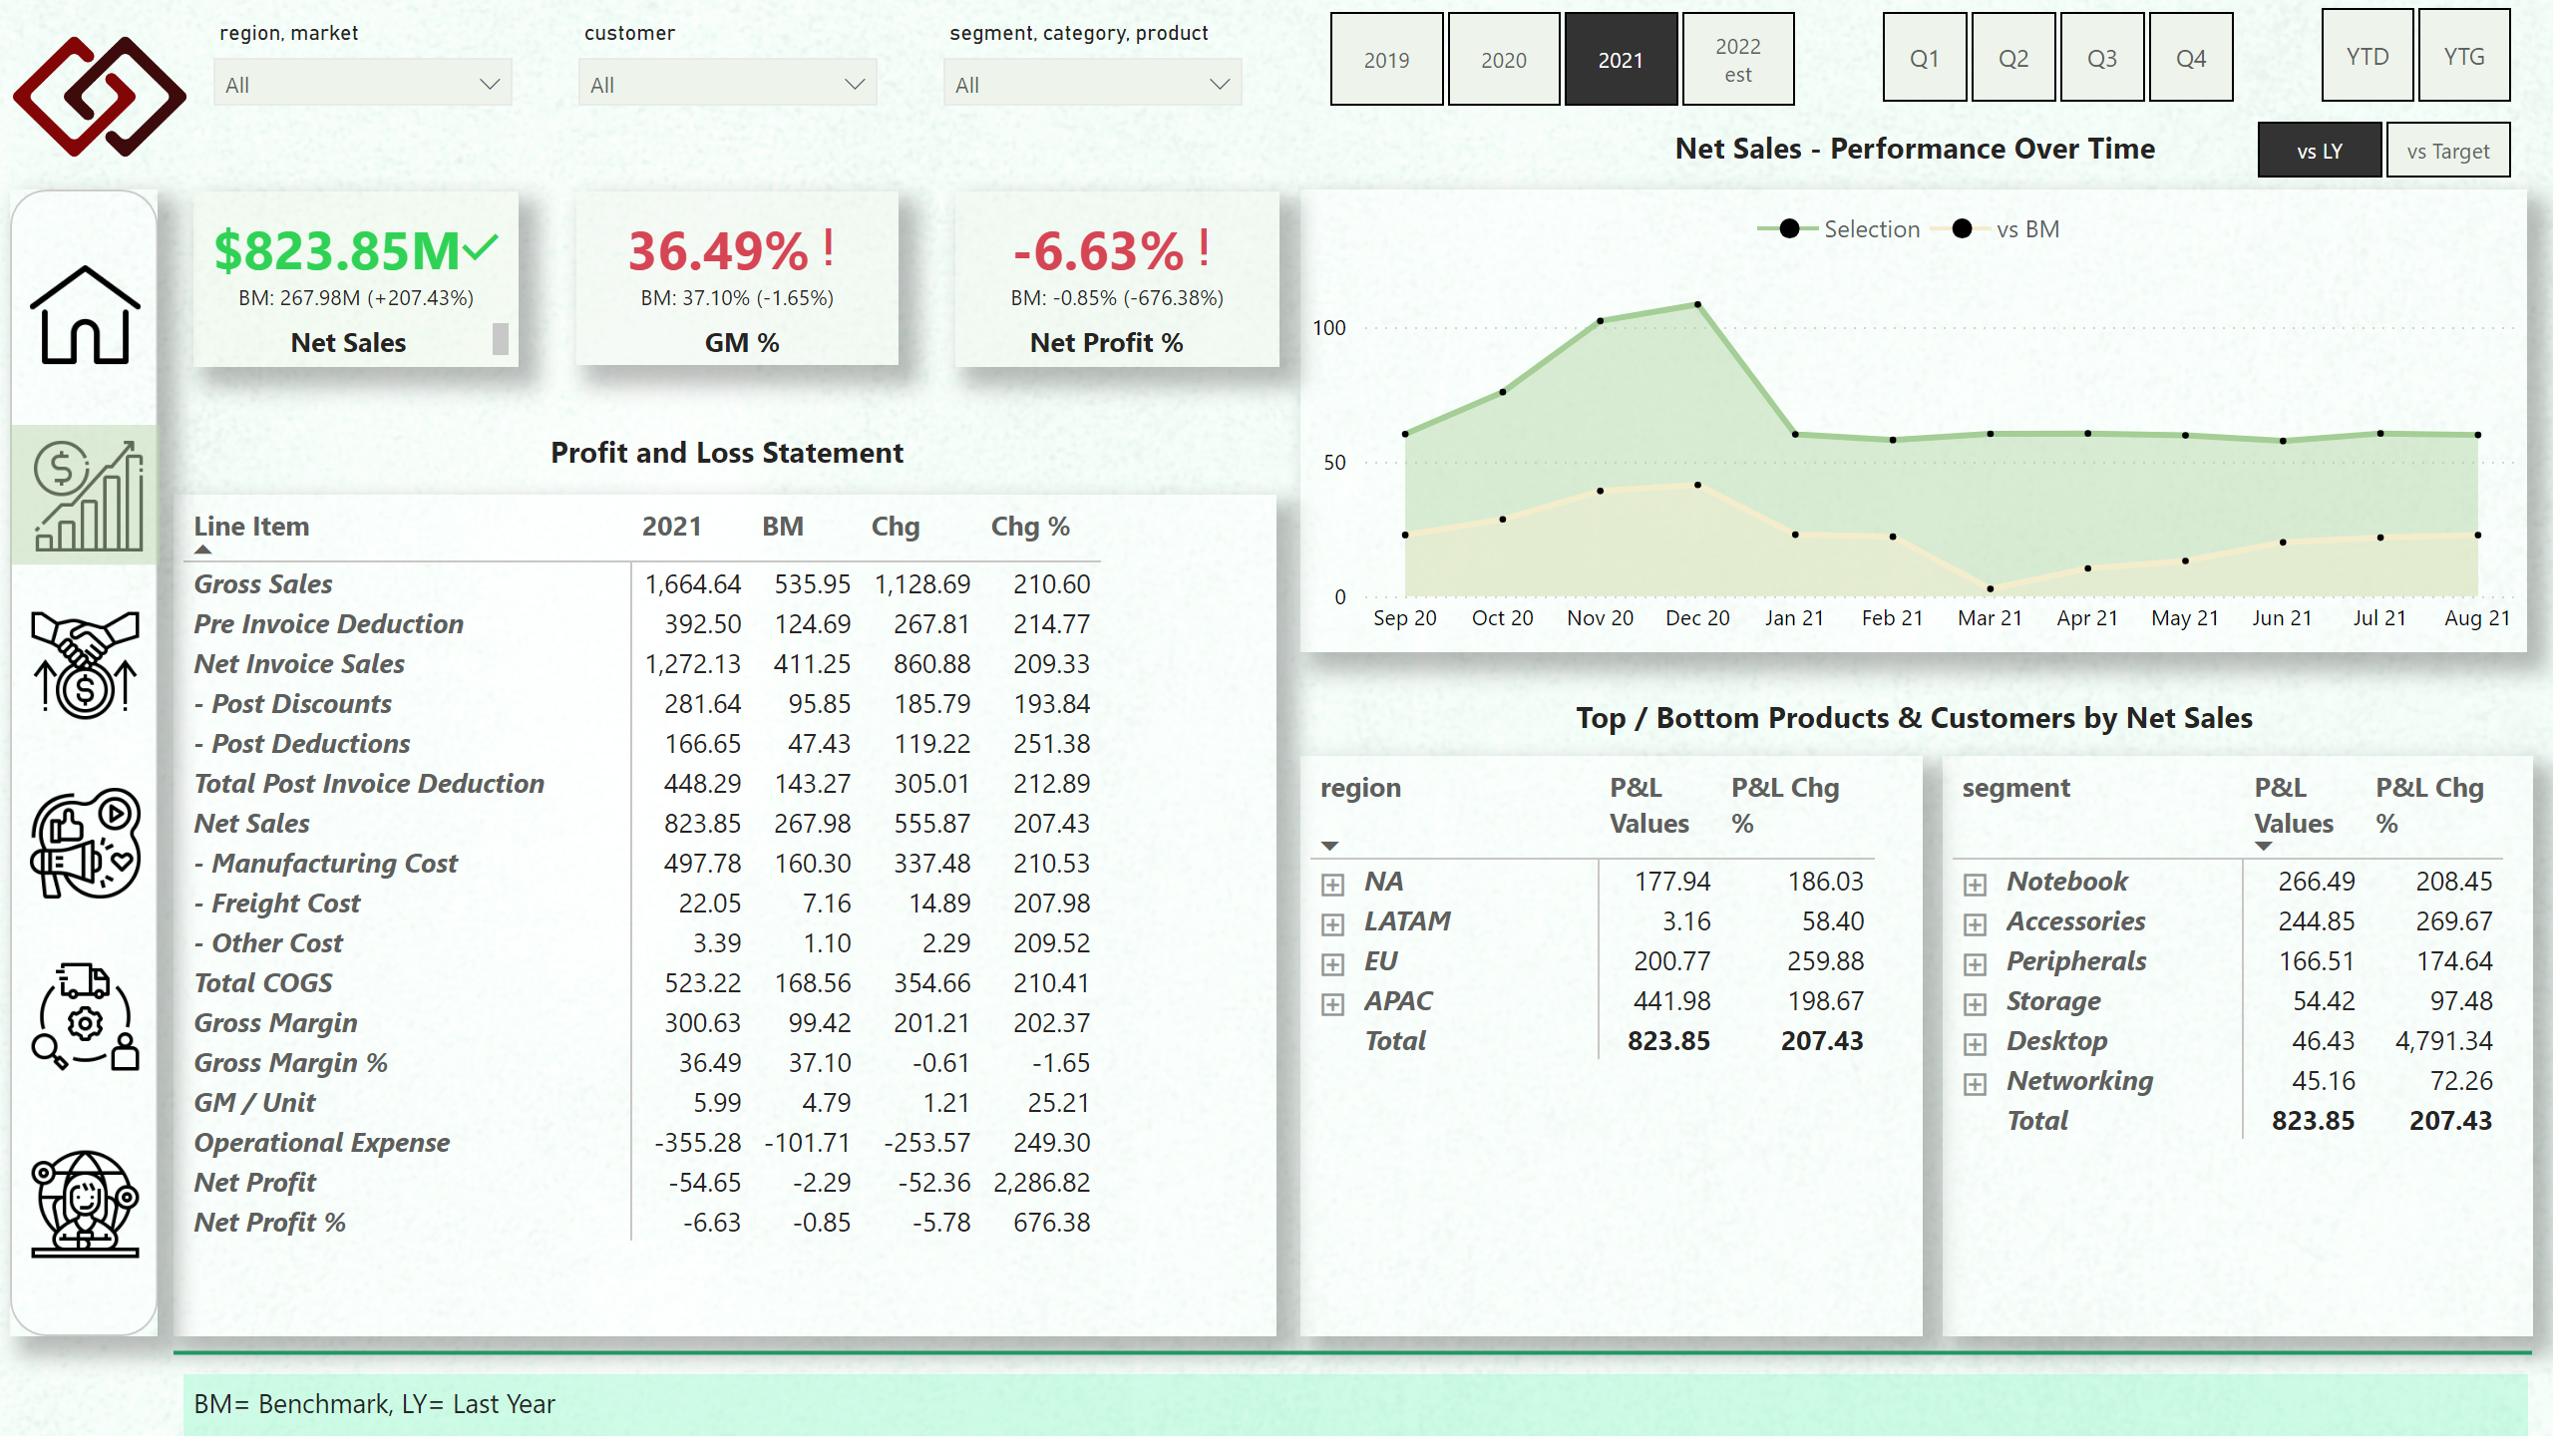 region, market
customer
segment, category, product
All
All
All
2019
2020
2021
2022
est
Q1
Q2
Q3
Q4
YTD
YTG
Net Sales - Performance Over Time
vs LY
vs Target
$823.85M
BM: 267.98M (+207.43%)
Net Sales
36.49% !
BM: 37.10% (-1.65%)
GM %
-6.63% !
BM: -0.85% (-676.38%)
Net Profit %
Selection
vs BM
100
50
0
Sep 20 Oct 20 Nov 20 Dec 20 Jan 21 Feb 21 Mar 21 Apr 21 May 21 Jun 21 Jul 21 Aug 21
Profit and Loss Statement
Line Item 2021 BM Chg Chg %
Gross Sales 1,664.64 535.95 1,128.69 210.60
Pre Invoice Deduction 392.50 124.69 267.81 214.77
Net Invoice Sales 1,272.13 411.25 860.88 209.33
- Post Discounts 281.64 95.85 185.79 193.84
- Post Deductions 166.65 47.43 119.22 251.38
Total Post Invoice Deduction 448.29 143.27 305.01 212.89
Net Sales 823.85 267.98 555.87 207.43
- Manufacturing Cost 497.78 160.30 337.48 210.53
- Freight Cost 22.05 7.16 14.89 207.98
- Other Cost 3.39 1.10 2.29 209.52
Total COGS 523.22 168.56 354.66 210.41
Gross Margin 300.63 99.42 201.21 202.37
Gross Margin % 36.49 37.10 -0.61 -1.65
GM / Unit 5.99 4.79 1.21 25.21
Operational Expense -355.28 -101.71 -253.57 249.30
Net Profit -54.65 -2.29 -52.36 2,286.82
Net Profit % -6.63 -0.85 -5.78 676.38
Top / Bottom Products & Customers by Net Sales
region P&L Values P&L Chg %
NA 177.94 186.03
LATAM 3.16 58.40
EU 200.77 259.88
APAC 441.98 198.67
Total 823.85 207.43
segment P&L Values P&L Chg %
Notebook 266.49 208.45
Accessories 244.85 269.67
Peripherals 166.51 174.64
Storage 54.42 97.48
Desktop 46.43 4,791.34
Networking 45.16 72.26
Total 823.85 207.43
BM= Benchmark, LY= Last Year